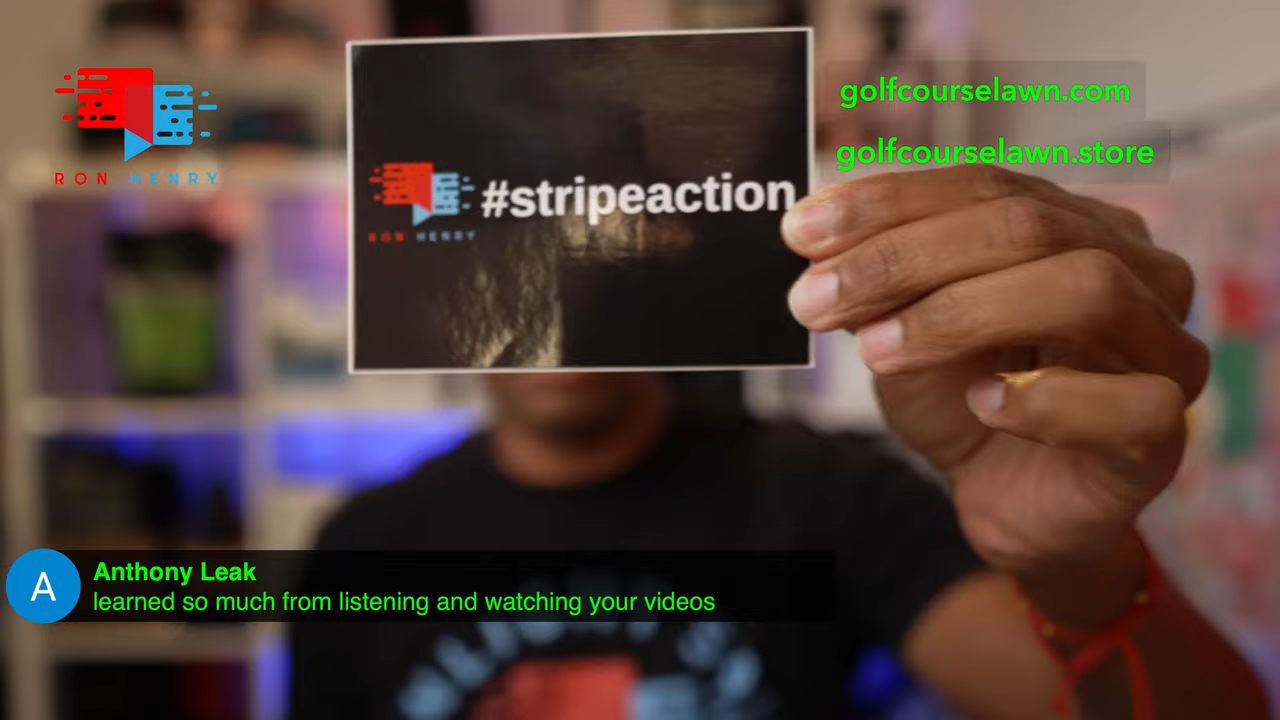 RON HENRY
golfcourselawn.com
golfcourselawn.store
#stripeaction
RON HENRY
A
Anthony Leak
learned so much from listening and watching your videos